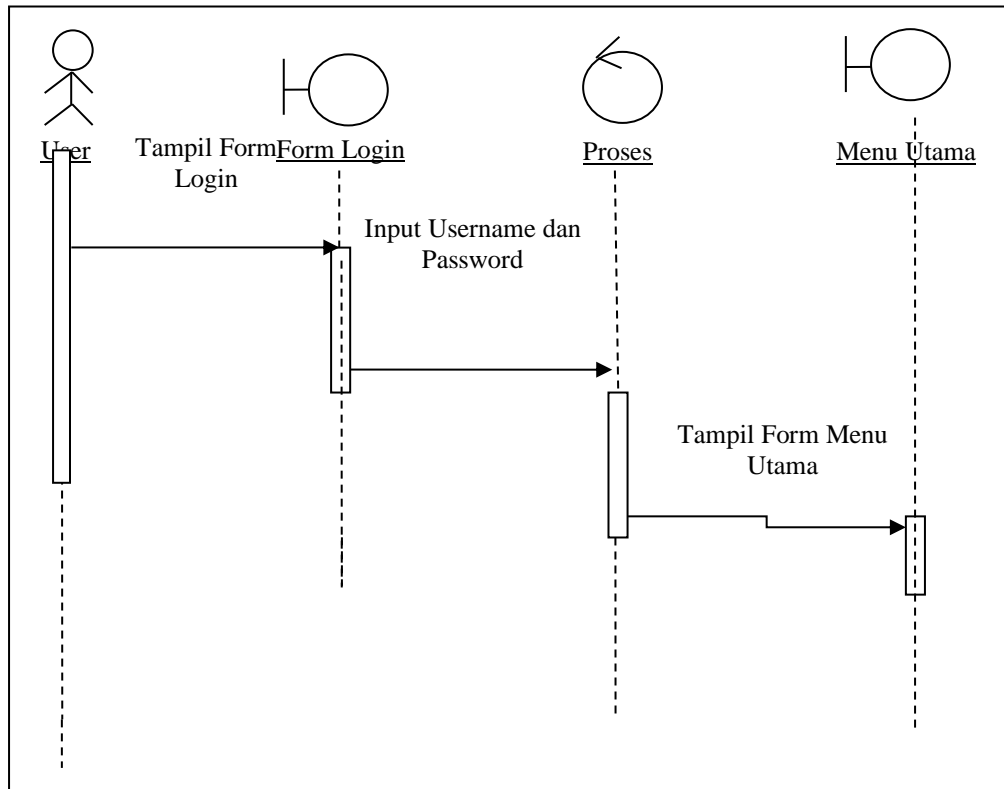 User
Tampil Form
Login
Form Login
Proses
Menu Utama
Input Username dan
Password
Tampil Form Menu
Utama